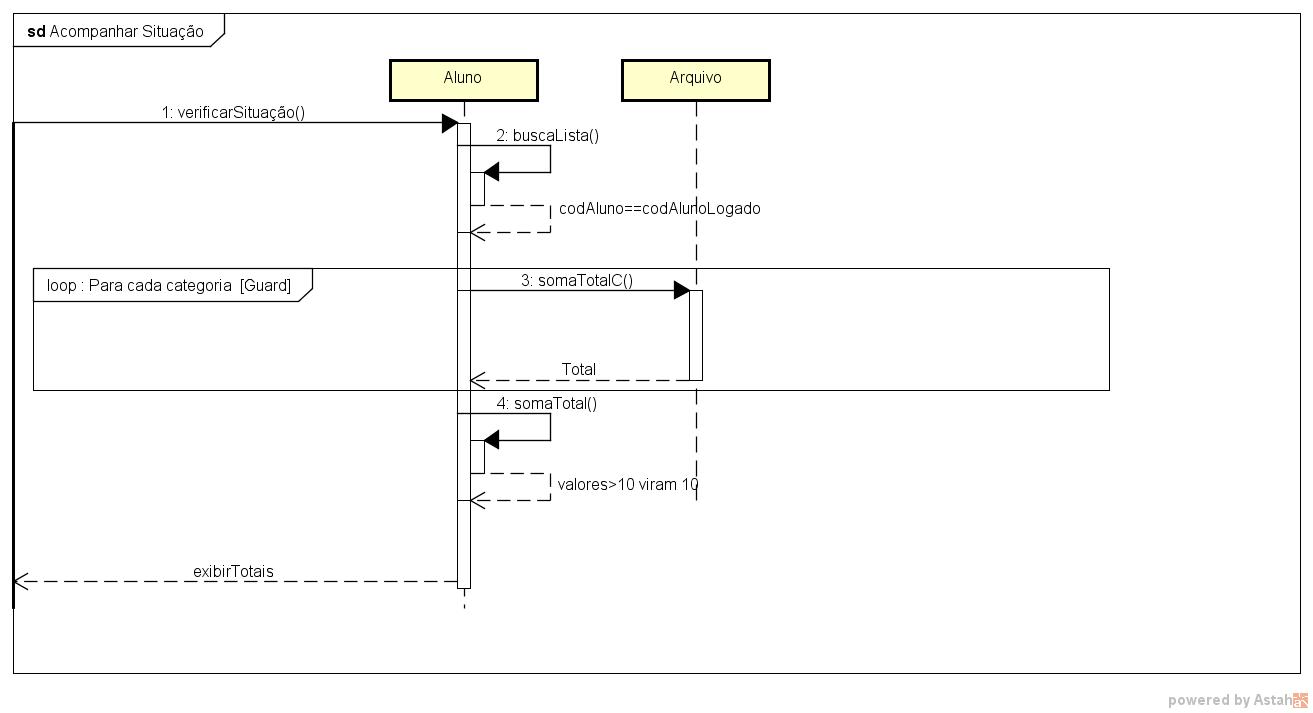 sd Acompanhar Situação
Aluno
Arquivo
1: verificarSituação()
2: buscaLista()
codAluno==codAlunoLogado
loop : Para cada categoria [Guard]
3: somaTotalC()
Total
4: somaTotal()
valores>10 viram 10
exibirTotais
powered by Astah